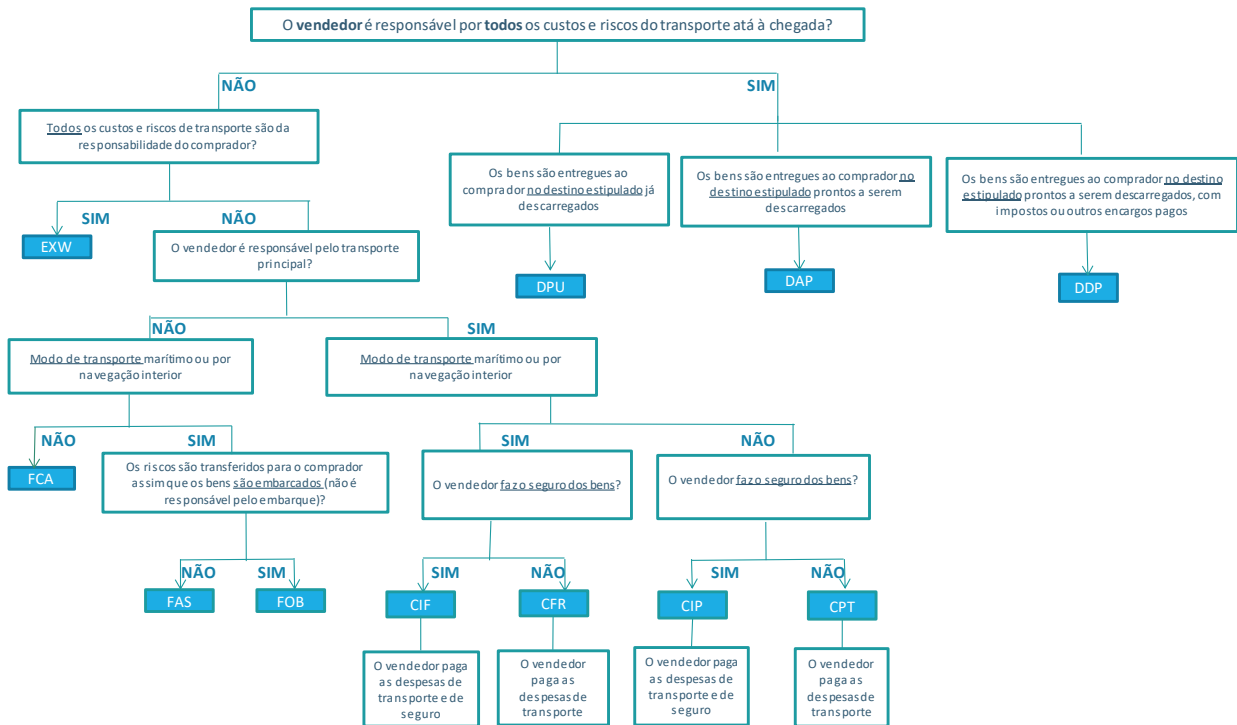 O vendedor é responsável por todos os custos e riscos do transporte atá à chegada?
NÃO
SIM
Todos os custos e riscos de transporte são da
responsabilidade do comprador?
Os bens são entregues ao
comprador no destino estipulado já
descarregados
Os bens são entregues ao comprador no
destino estipulado prontos a serem
descarregados
Os bens são entregues ao comprador no destino
estipulado prontos a serem descarregados, com
impostos ou outros encargos pagos
SIM
NÃO
EXW
O vendedor é responsável pelo transporte
principal?
DPU
DAP
DDP
NÃO
SIM
Modo de transporte marítimo ou por
navegação interior
Modo de transporte marítimo ou por
navegação interior
NÃO
SIM
SIM
NÃO
FCA
Os riscos são transferidos para o comprador
assim que os bens são embarcados (não é
responsável pelo embarque)?
O vendedor faz o seguro dos bens?
O vendedor faz o seguro dos bens?
NÃO
SIM
SIM
NÃO
SIM
NÃO
FAS
FOB
CIF
CFR
CIP
CPT
O vendedor paga
as despesas de
transporte e de
seguro
O vendedor
paga as
despesas de
transporte
O vendedor paga
as despesas de
transporte e de
seguro
O vendedor
paga as
despesas de
transporte